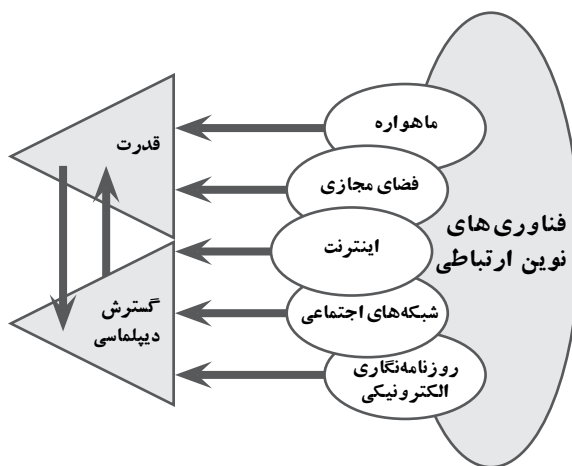 فناوری‌های
نوین ارتباطی
ماهواره
فضای مجازی
اینترنت
شبکه‌های اجتماعی
روزنامه‌نگاری
الکترونیکی
قدرت
گسترش
دیپلماسی